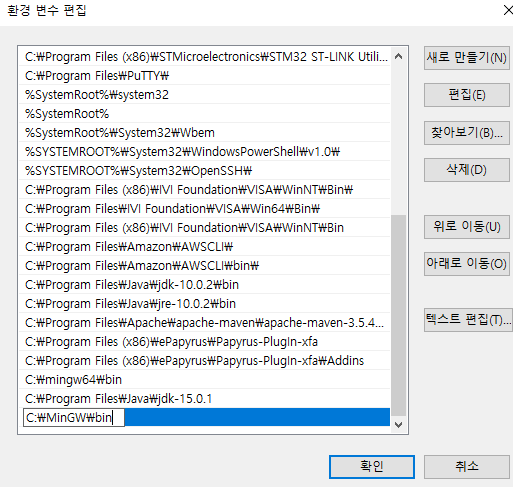 환경 변수 편집
C:₩Program Files (x86)₩STMicroelectronics₩STM32 ST-LINK Utili...
C:₩Program Files₩PuTTY₩
%SystemRoot%₩system32
%SystemRoot%
%SystemRoot%₩System32₩Wbem
%SYSTEMROOT%₩System32₩WindowsPowerShell₩v1.0₩
%SYSTEMROOT%₩System32₩OpenSSH₩
C:₩Program Files (x86)₩IVI Foundation₩VISA₩WinNT₩Bin₩
C:₩Program Files₩IVI Foundation₩VISA₩Win64₩Bin₩
C:₩Program Files (x86)₩IVI Foundation₩VISA₩WinNT₩Bin
C:₩Program Files₩Amazon₩AWSCLI₩
C:₩Program Files₩Amazon₩AWSCLI₩bin₩
C:₩Program Files₩Java₩jdk-10.0.2₩bin
C:₩Program Files₩Java₩jre-10.0.2₩bin
C:₩Program Files₩Apache₩apache-maven₩apache-maven-3.5.4...
C:₩Program Files (x86)₩ePapyrus₩Papyrus-PlugIn-xfa
C:₩Program Files (x86)₩ePapyrus₩Papyrus-PlugIn-xfa₩Addins
C:₩mingw64₩bin
C:₩Program Files₩Java₩jdk-15.0.1
C:₩MinGW₩bin
새로 만들기(N)
편집(E)
찾아보기(B)...
삭제(D)
위로 이동(U)
아래로 이동(O)
텍스트 편집(T)...
확인
취소